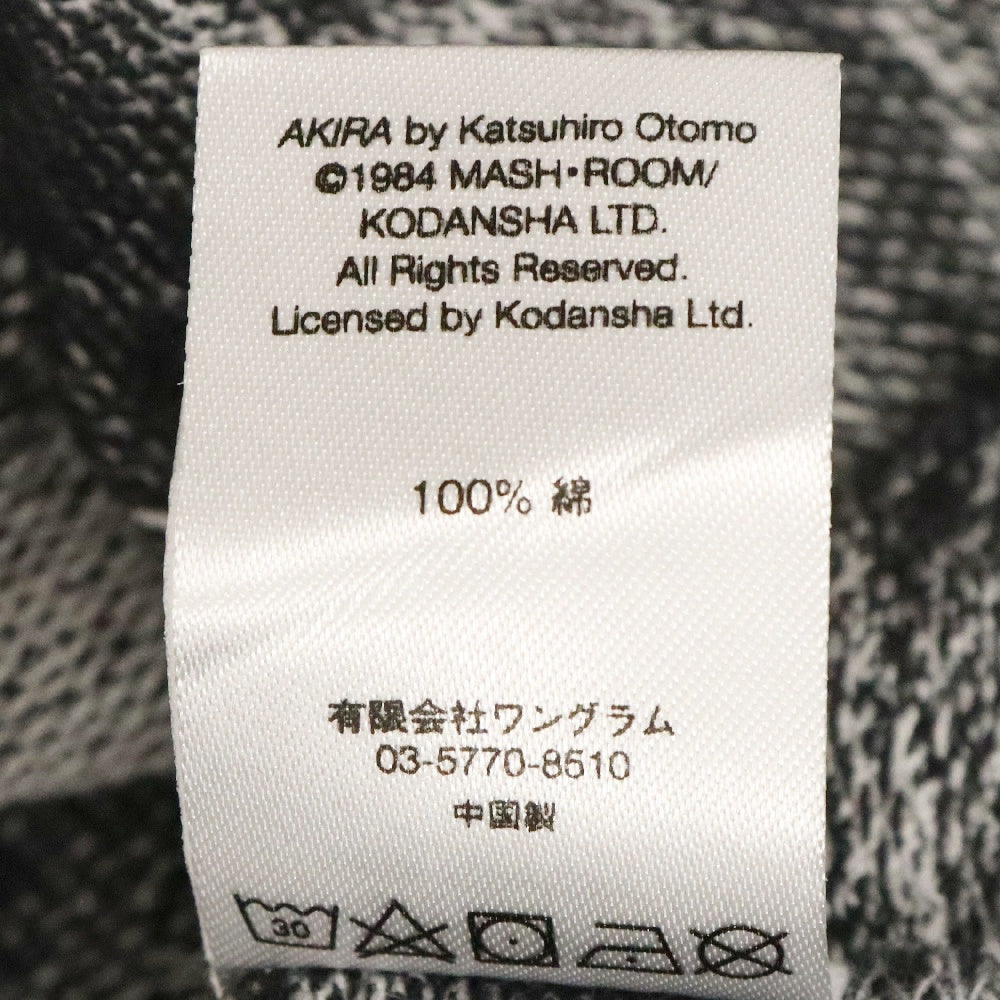 AKIRA by Katsuhiro Otomo
©1984 MASH・ROOM/
KODANSHA LTD.
All Rights Reserved.
Licensed by Kodansha Ltd.
100% 綿
有限会社ワングラム
03-5770-8610
中国製
30